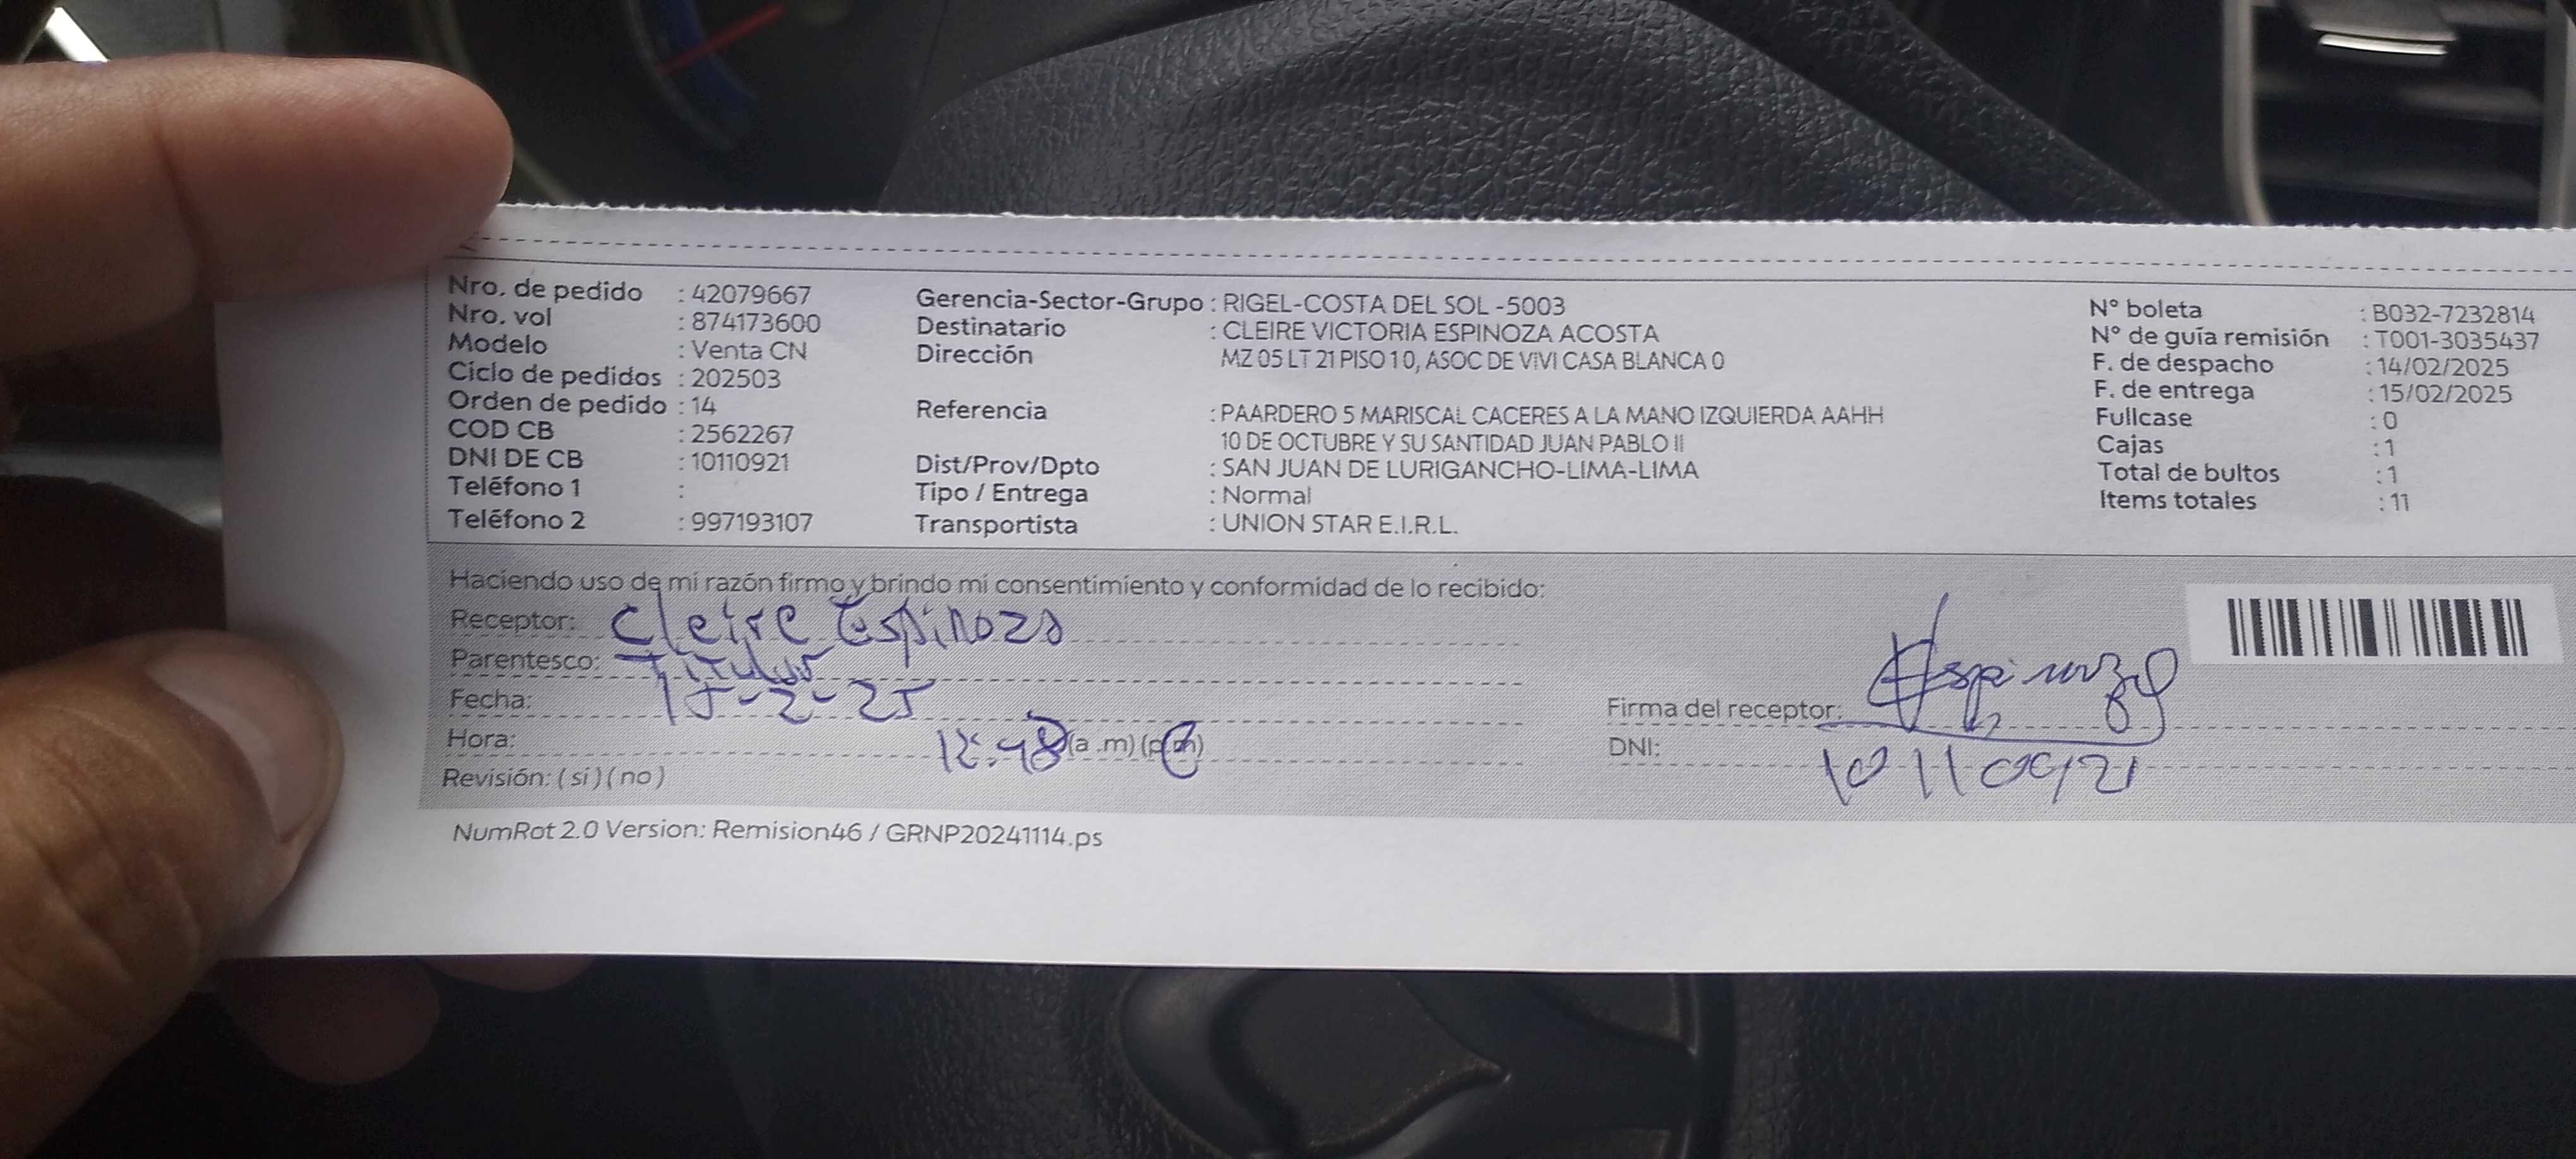 Nro. de pedido : 42079667
Nro. vol : 874173600
Modelo : Venta CN
Ciclo de pedidos : 202503
Orden de pedido : 14
COD CB : 2562267
DNI DE CB : 10110921
Teléfono 1 :
Teléfono 2 : 997193107
Gerencia-Sector-Grupo : RIGEL-COSTA DEL SOL -5003
Destinatario : CLEIRE VICTORIA ESPINOZA ACOSTA
Dirección MZ 05 LT 21 PISO 1 0, ASOC DE VIVI CASA BLANCA 0
Referencia : PAARDERO 5 MARISCAL CACERES A LA MANO IZQUIERDA AAHH
10 DE OCTUBRE Y SU SANTIDAD JUAN PABLO II
Dist/Prov/Dpto : SAN JUAN DE LURIGANCHO-LIMA-LIMA
Tipo / Entrega : Normal
Transportista : UNION STAR E.I.R.L.
N° boleta : B032-7232814
N° de guía remisión : T001-3035437
F. de despacho : 14/02/2025
F. de entrega : 15/02/2025
Fullcase : 0
Cajas : 1
Total de bultos : 1
Items totales : 11
Haciendo uso de mi razón firmo y brindo mi consentimiento y conformidad de lo recibido:
Receptor: Cleire Espinoza
Parentesco: Titular
Fecha: 15-2-25
Hora: 12:48 (a.m) (p.m)
Revisión: ( si ) ( no )
Firma del receptor: Espinoza
DNI: 10110921
NumRot 2.0 Version: Remision46 / GRNP20241114.ps